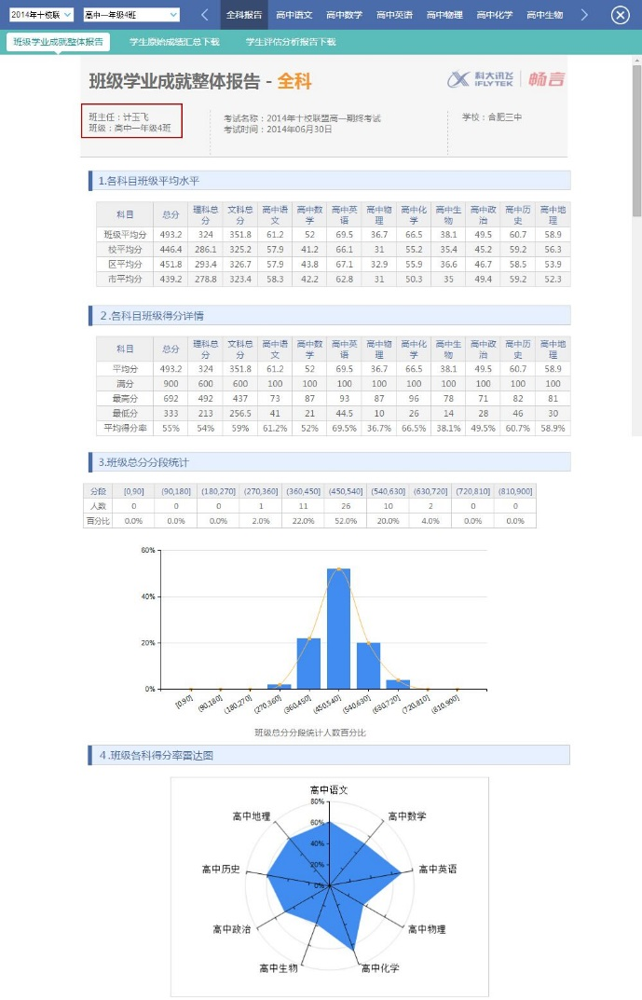 2014年十校联 高中一年级4班 全科报告 高中语文 高中数学 高中英语 高中物理 高中化学 高中生物
班级学业成就整体报告 学生原始成绩汇总下载 学生评估分析报告下载
班级学业成就整体报告 - 全科
科大讯飞 iFLYTEK 畅言
班主任：计玉飞
班级：高中一年级4班
考试名称：2014年十校联盟高一期终考试
考试时间：2014年06月30日
学校：合肥三中
1.各科目班级平均水平
科目 总分 理科总分 文科总分 高中语文 高中数学 高中英语 高中物理 高中化学 高中生物 高中政治 高中历史 高中地理
班级平均分 493.2 324 351.8 61.2 52 69.5 36.7 66.5 38.1 49.5 60.7 58.9
校平均分 446.4 286.1 325.2 57.9 41.2 66.1 31 55.2 35.4 45.2 59.2 56.3
区平均分 451.8 293.4 326.7 57.9 43.8 67.1 32.9 55.9 36.6 46.7 58.5 53.9
市平均分 439.2 278.8 323.4 58.3 42.2 62.8 31 50.3 35 49.4 59.2 52.3
2.各科目班级得分详情
科目 总分 理科总分 文科总分 高中语文 高中数学 高中英语 高中物理 高中化学 高中生物 高中政治 高中历史 高中地理
平均分 493.2 324 351.8 61.2 52 69.5 36.7 66.5 38.1 49.5 60.7 58.9
满分 900 600 600 100 100 100 100 100 100 100 100 100
最高分 692 492 437 73 87 93 87 96 78 71 82 81
最低分 333 213 256.5 41 21 44.5 10 26 14 28 46 30
平均得分率 55% 54% 59% 61.2% 52% 69.5% 36.7% 66.5% 38.1% 49.5% 60.7% 58.9%
3.班级总分分段统计
分段 [0,90] (90,180] (180,270] (270,360] (360,450] (450,540] (540,630] (630,720] (720,810] (810,900]
人数 0 0 0 1 11 26 10 2 0 0
百分比 0.0% 0.0% 0.0% 2.0% 22.0% 52.0% 20.0% 4.0% 0.0% 0.0%
60%
40%
20%
0%
[0,90] (90,180] (180,270] (270,360] (360,450] (450,540] (540,630] (630,720] (720,810] (810,900]
班级总分分段统计人数百分比
4.班级各科得分率雷达图
高中语文
80%
高中地理 高中数学
60%
40%
高中历史 高中英语
20%
0%
高中政治 高中物理
高中生物 高中化学